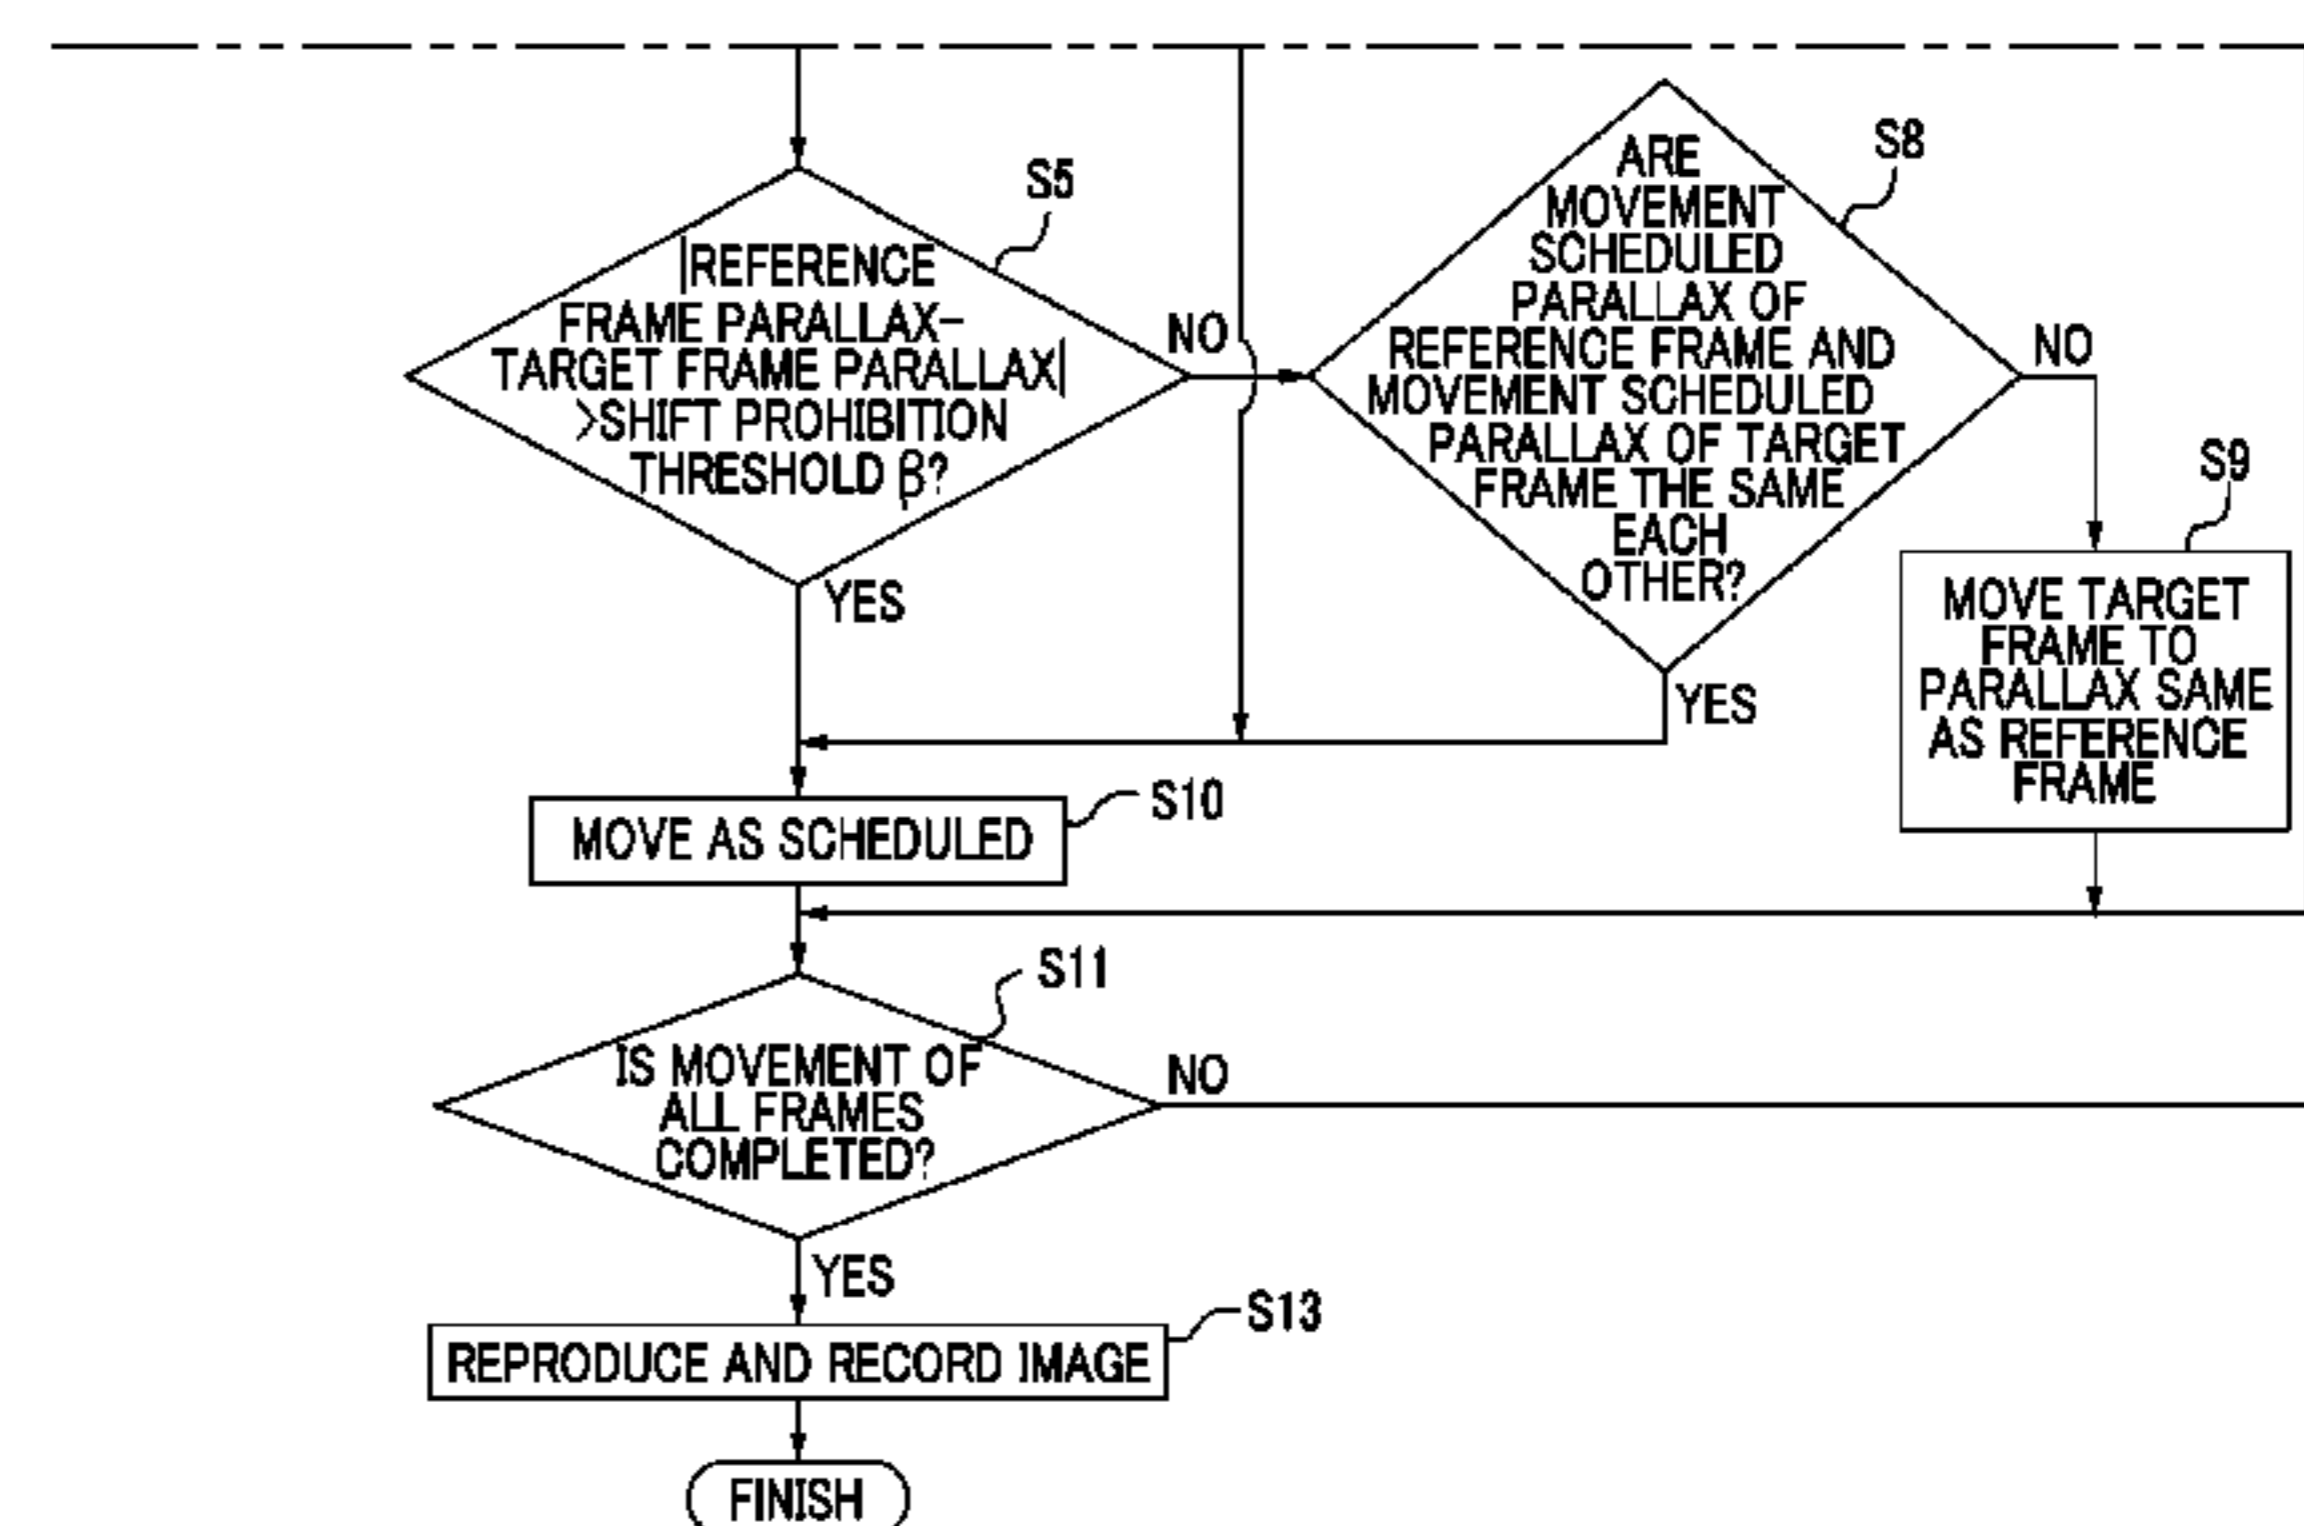 S5
|REFERENCE
FRAME PARALLAX-
TARGET FRAME PARALLAX|
>SHIFT PROHIBITION
THRESHOLD β?
NO
YES
S8
ARE
MOVEMENT
SCHEDULED
PARALLAX OF
REFERENCE FRAME AND
MOVEMENT SCHEDULED
PARALLAX OF TARGET
FRAME THE SAME
EACH
OTHER?
NO
YES
S9
MOVE TARGET
FRAME TO
PARALLAX SAME
AS REFERENCE
FRAME
S10
MOVE AS SCHEDULED
S11
IS MOVEMENT OF
ALL FRAMES
COMPLETED?
NO
YES
S13
REPRODUCE AND RECORD IMAGE
FINISH